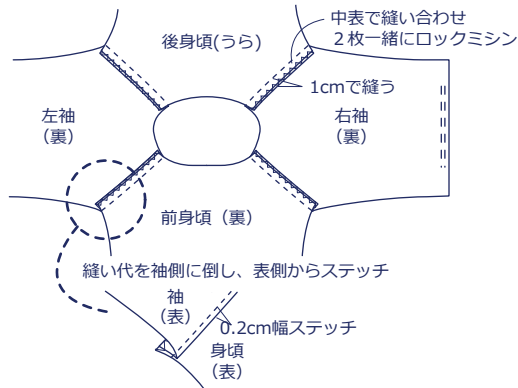 中表で縫い合わせ
２枚一緒にロックミシン
後身頃(うら)
1cmで縫う
左袖
（裏）
右袖
（裏）
前身頃（裏）
縫い代を袖側に倒し、表側からステッチ
袖
（表）
0.2cm幅ステッチ
身頃
（表）